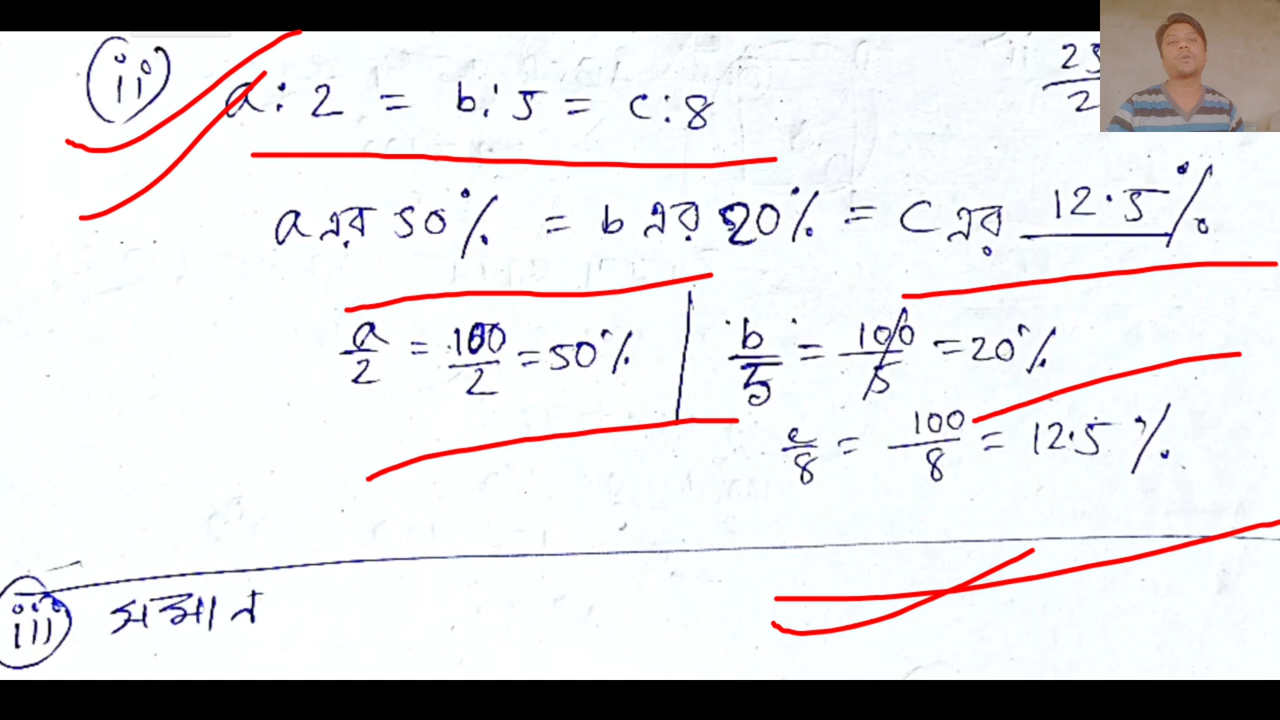 (ii) a:2 = b:5 = c:8
a এর 50% = b এর 20% = c এর 12.5%
a/2 = 100/2 = 50% | b/5 = 100/5 = 20%
c/8 = 100/8 = 12.5%
(iii) সমান